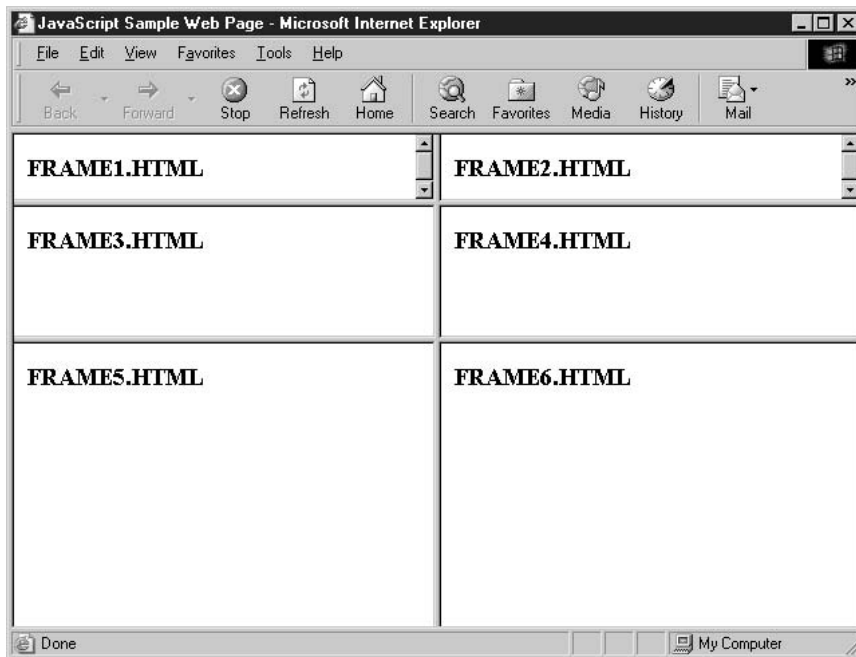 JavaScript Sample Web Page - Microsoft Internet Explorer
File Edit View Favorites Tools Help
Back Forward Stop Refresh Home Search Favorites Media History Mail »
FRAME1.HTML FRAME2.HTML
FRAME3.HTML FRAME4.HTML
FRAME5.HTML FRAME6.HTML
Done My Computer